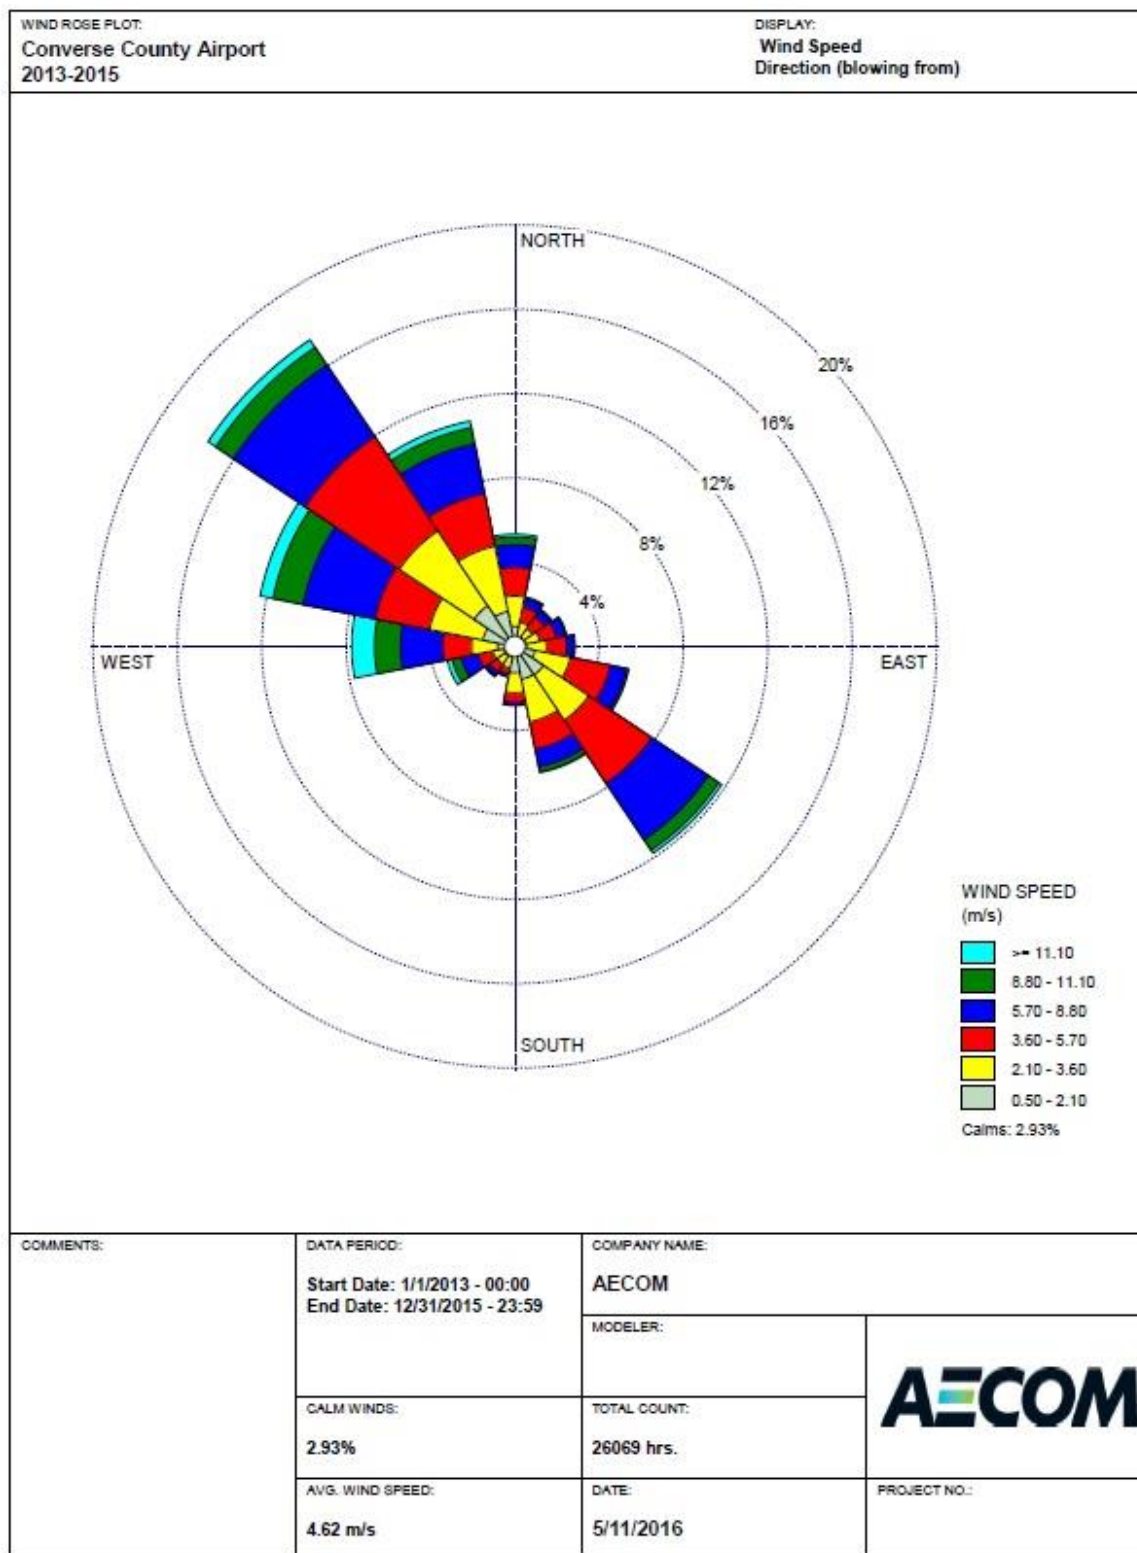 WIND ROSE PLOT:
Converse County Airport
2013-2015
DISPLAY:
Wind Speed
Direction (blowing from)
NORTH
20%
16%
12%
8%
4%
WEST
EAST
SOUTH
WIND SPEED
(m/s)
>= 11.10
8.80 - 11.10
5.70 - 8.80
3.60 - 5.70
2.10 - 3.60
0.50 - 2.10
Calms: 2.93%
COMMENTS:
DATA PERIOD:
Start Date: 1/1/2013 - 00:00
End Date: 12/31/2015 - 23:59
COMPANY NAME:
AECOM
MODELER:
CALM WINDS:
2.93%
TOTAL COUNT:
26069 hrs.
AECOM
AVG. WIND SPEED:
4.62 m/s
DATE:
5/11/2016
PROJECT NO.: